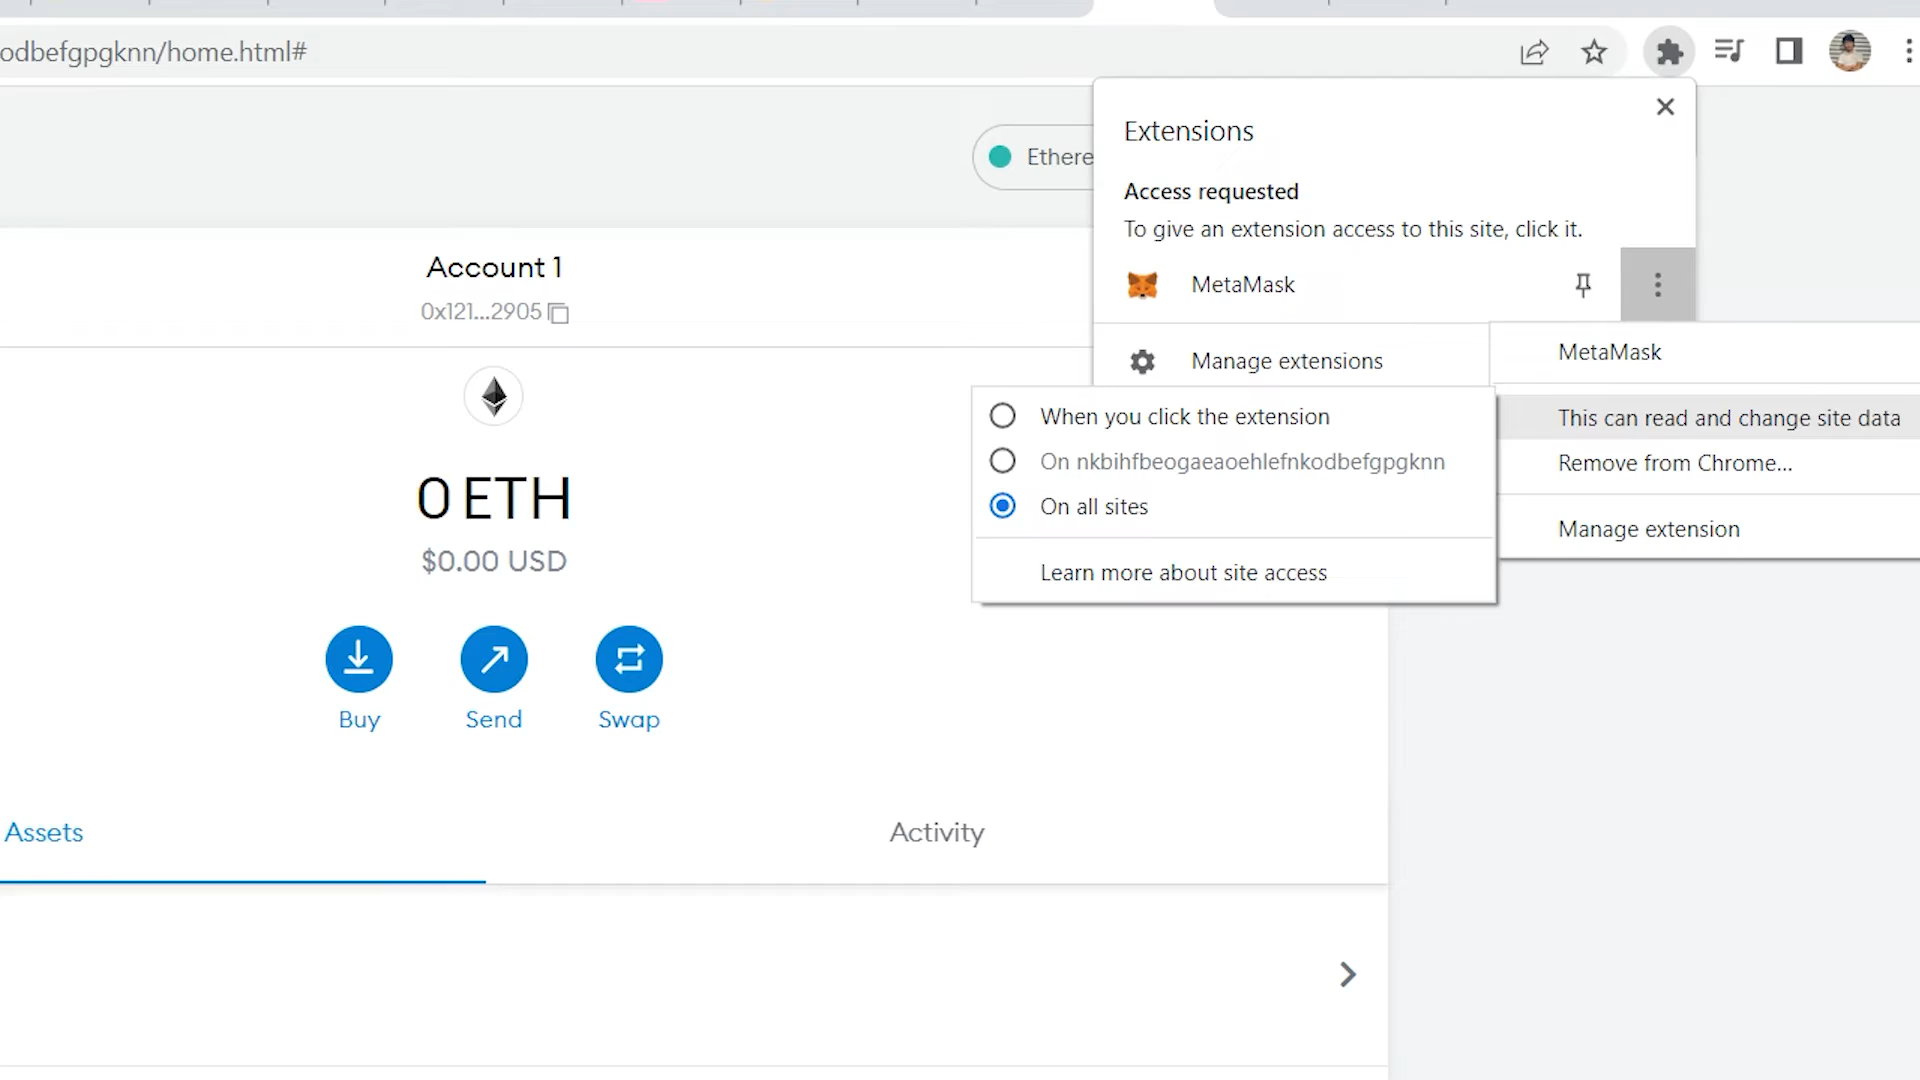 odbefgpgknn/home.html#
Extensions
Access requested
To give an extension access to this site, click it.
MetaMask
Manage extensions
MetaMask
This can read and change site data
Remove from Chrome...
Manage extension
When you click the extension
On nkbihfbeogaeaoehlefnkodbefgpgknn
On all sites
Learn more about site access
Ethere
Account 1
0x121...2905
0 ETH
$0.00 USD
Buy
Send
Swap
Assets
Activity